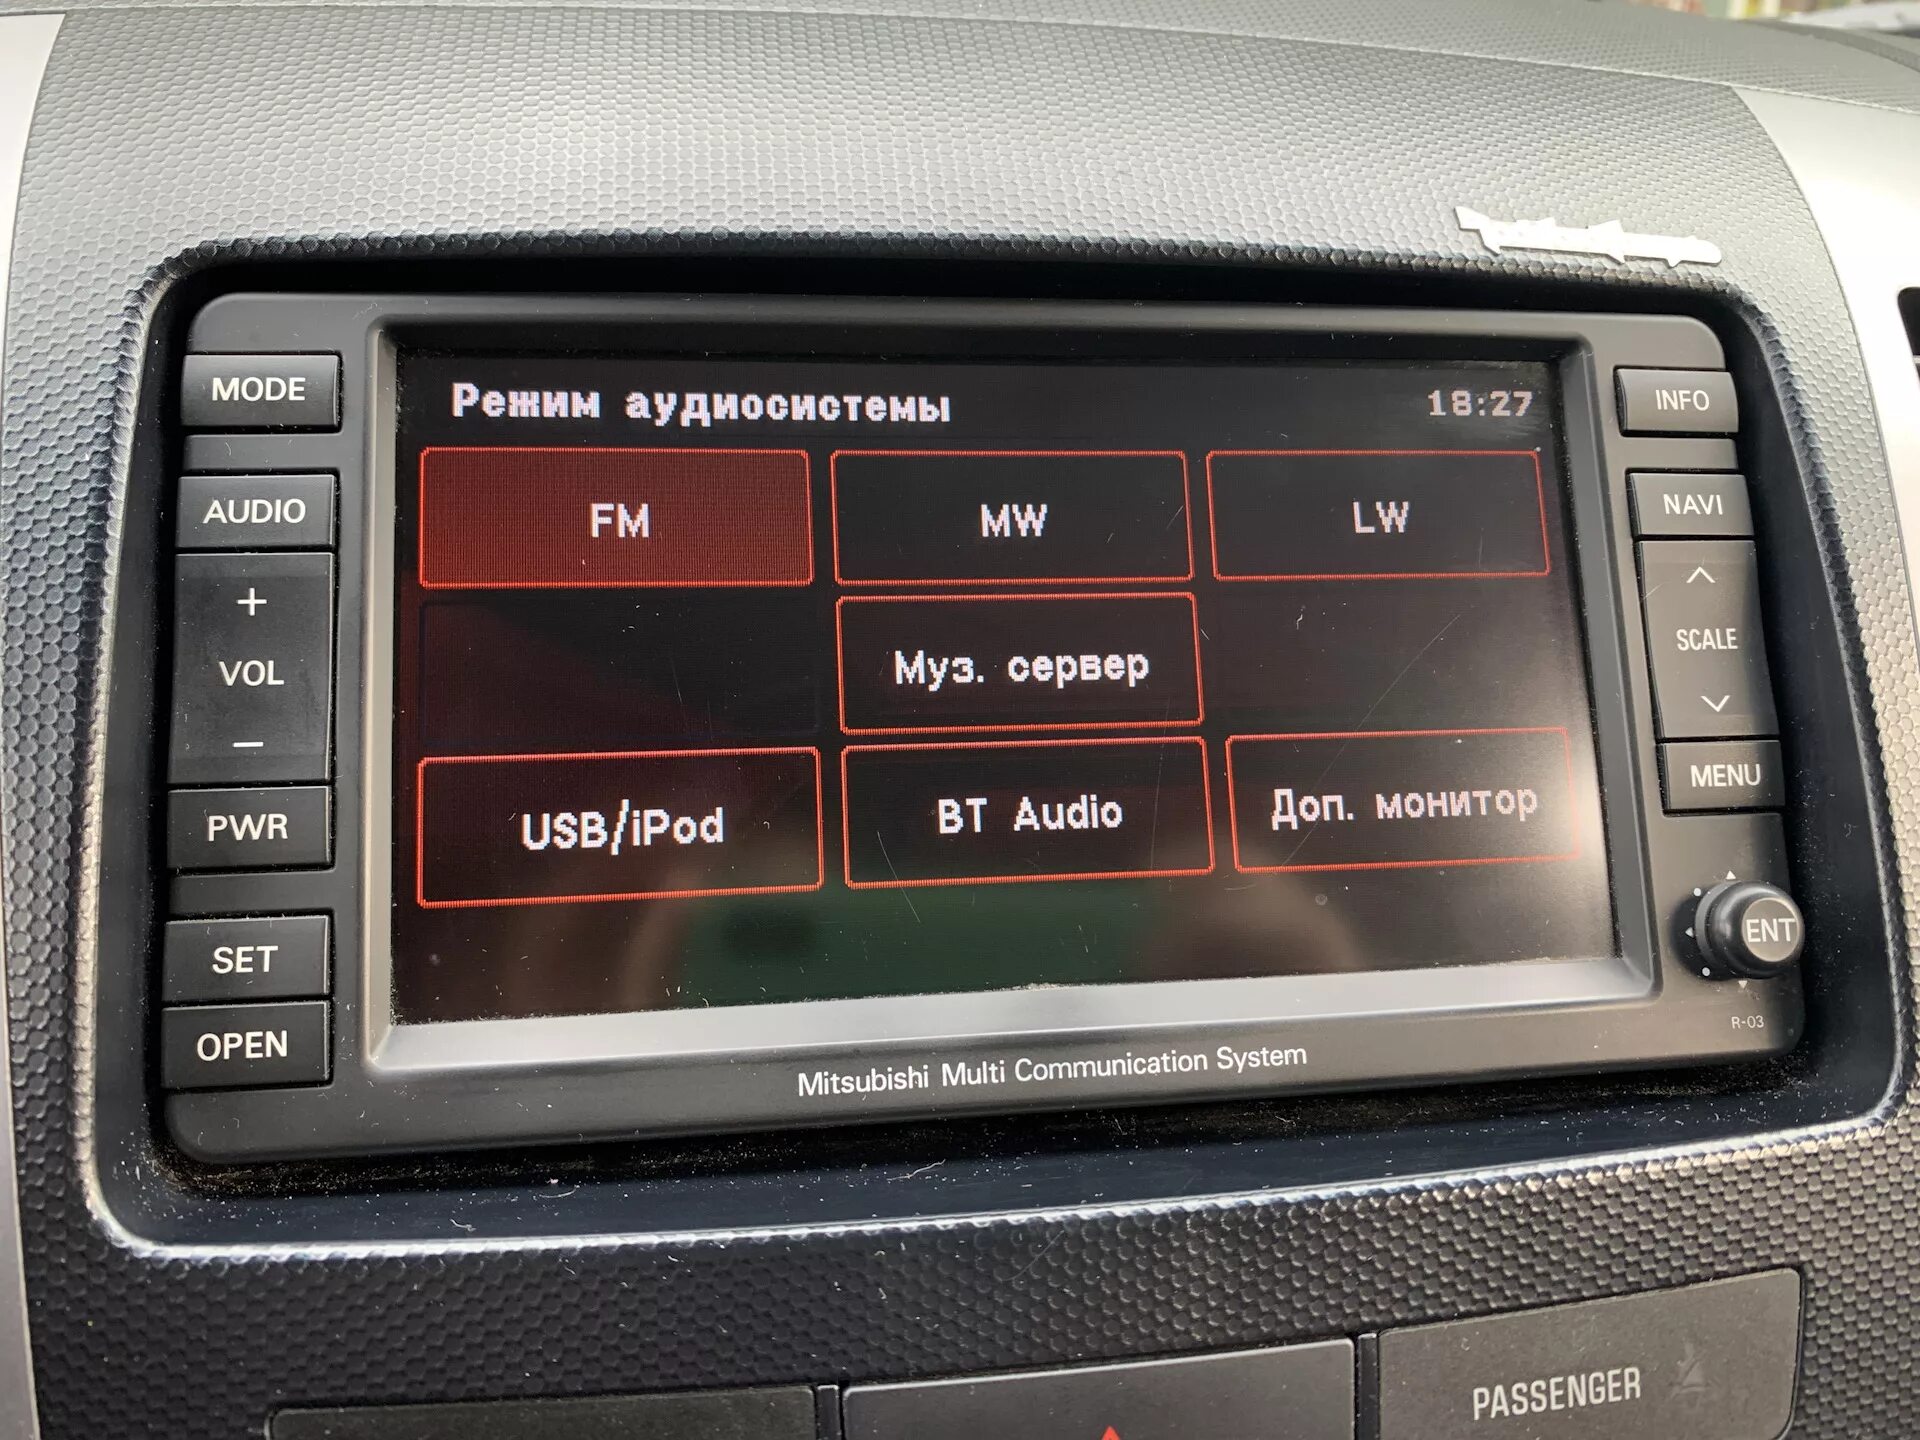 MODE
AUDIO
+
VOL
−
PWR
SET
OPEN
Режим аудиосистемы 18:27
FM MW LW
Муз. сервер
USB/iPod BT Audio Доп. монитор
INFO
NAVI
SCALE
MENU
ENT
R-03
Mitsubishi Multi Communication System
PASSENGER